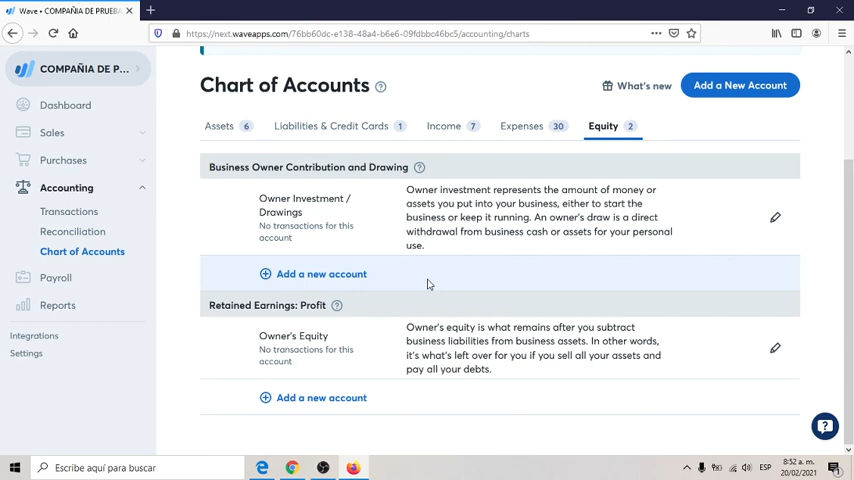 Wave • COMPAÑIA DE PRUEBA
https://next.waveapps.com/76bb60dc-e138-48a4-b6e6-09fdbbc46bc5/accounting/charts
COMPAÑIA DE P...
Dashboard
Sales
Purchases
Accounting
Transactions
Reconciliation
Chart of Accounts
Payroll
Reports
Integrations
Settings
Chart of Accounts
What's new
Add a New Account
Assets 6
Liabilities & Credit Cards 1
Income 7
Expenses 30
Equity 2
Business Owner Contribution and Drawing
Owner Investment /
Drawings
No transactions for this
account
Owner investment represents the amount of money or
assets you put into your business, either to start the
business or keep it running. An owner's draw is a direct
withdrawal from business cash or assets for your personal
use.
Add a new account
Retained Earnings: Profit
Owner's Equity
No transactions for this
account
Owner's equity is what remains after you subtract
business liabilities from business assets. In other words,
it's what's left over for you if you sell all your assets and
pay all your debts.
Add a new account
Escribe aquí para buscar
ESP
8:52 a. m.
20/02/2021